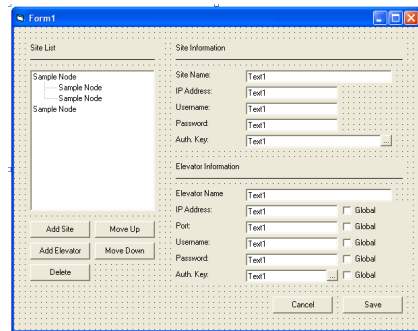 Form1
Site List
Sample Node
Sample Node
Sample Node
Sample Node
Add Site Move Up
Add Elevator Move Down
Delete
Site Information
Site Name: Text1
IP Address: Text1
Username: Text1
Password: Text1
Auth. Key: Text1 ...
Elevator Information
Elevator Name Text1
IP Address: Text1 Global
Port: Text1 Global
Username: Text1 Global
Password: Text1 Global
Auth. Key: Text1 ... Global
Cancel Save